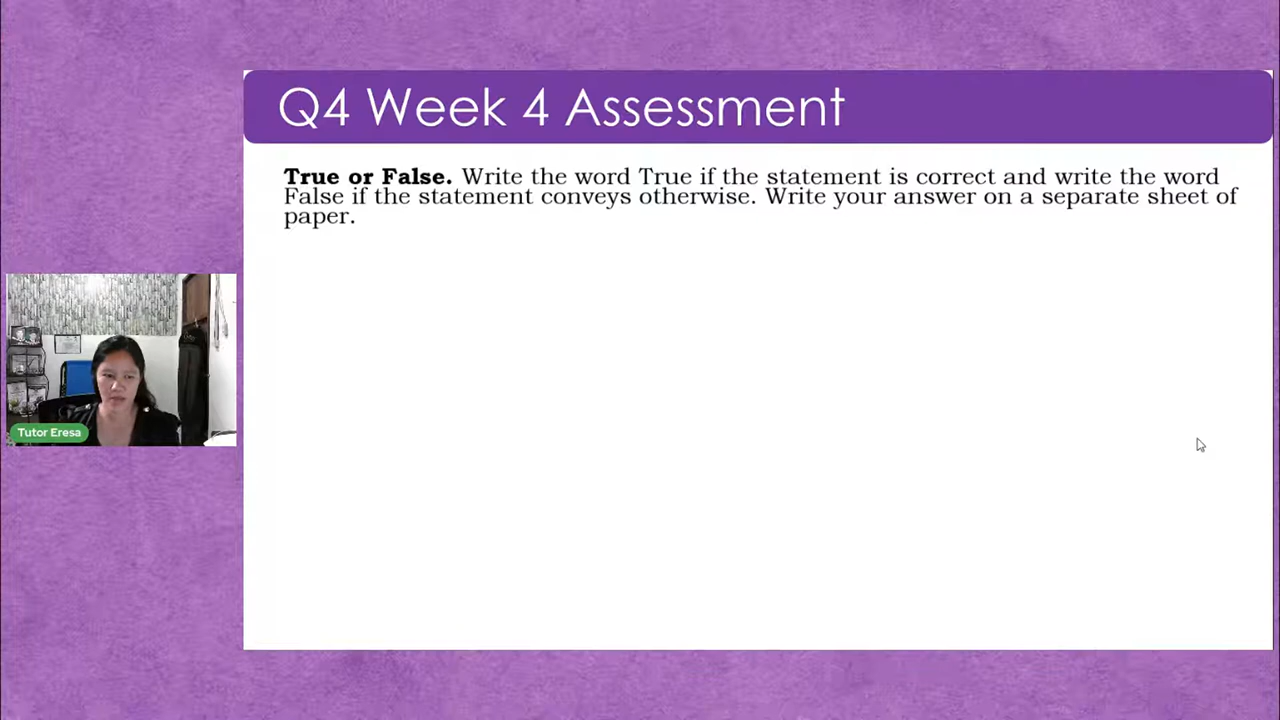 Q4 Week 4 Assessment
True or False. Write the word True if the statement is correct and write the word
False if the statement conveys otherwise. Write your answer on a separate sheet of
paper.
Tutor Eresa